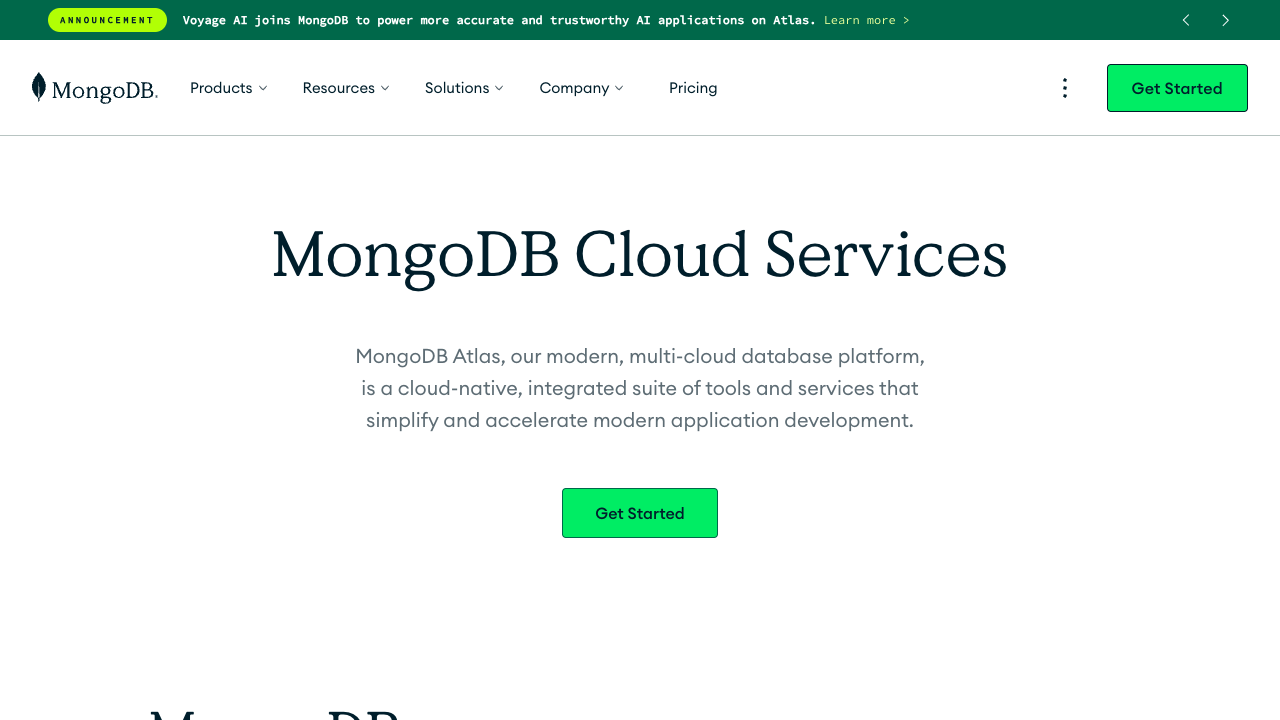 ANNOUNCEMENT
Voyage AI joins MongoDB to power more accurate and trustworthy AI applications on Atlas. Learn more >
MongoDB.
Products
Resources
Solutions
Company
Pricing
Get Started
MongoDB Cloud Services
MongoDB Atlas, our modern, multi-cloud database platform,
is a cloud-native, integrated suite of tools and services that
simplify and accelerate modern application development.
Get Started